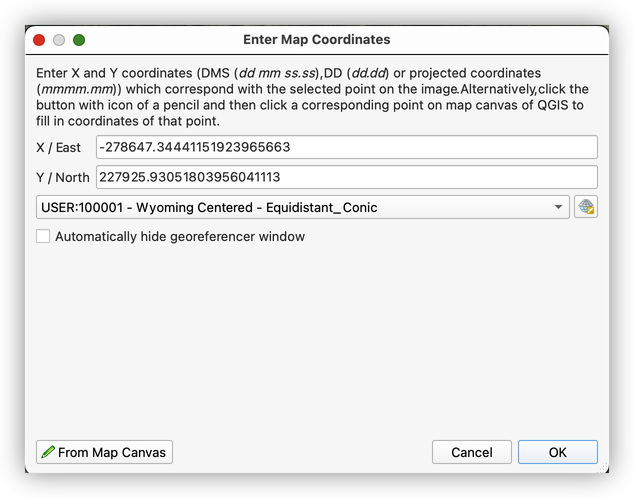 Enter Map Coordinates
Enter X and Y coordinates (DMS (dd mm ss.ss),DD (dd.dd) or projected coordinates
(mmmm.mm)) which correspond with the selected point on the image.Alternatively,click the
button with icon of a pencil and then click a corresponding point on map canvas of QGIS to
fill in coordinates of that point.
X / East -278647.34441151923965663
Y / North 227925.93051803956041113
USER:100001 - Wyoming Centered - Equidistant_Conic
Automatically hide georeferencer window
From Map Canvas Cancel OK